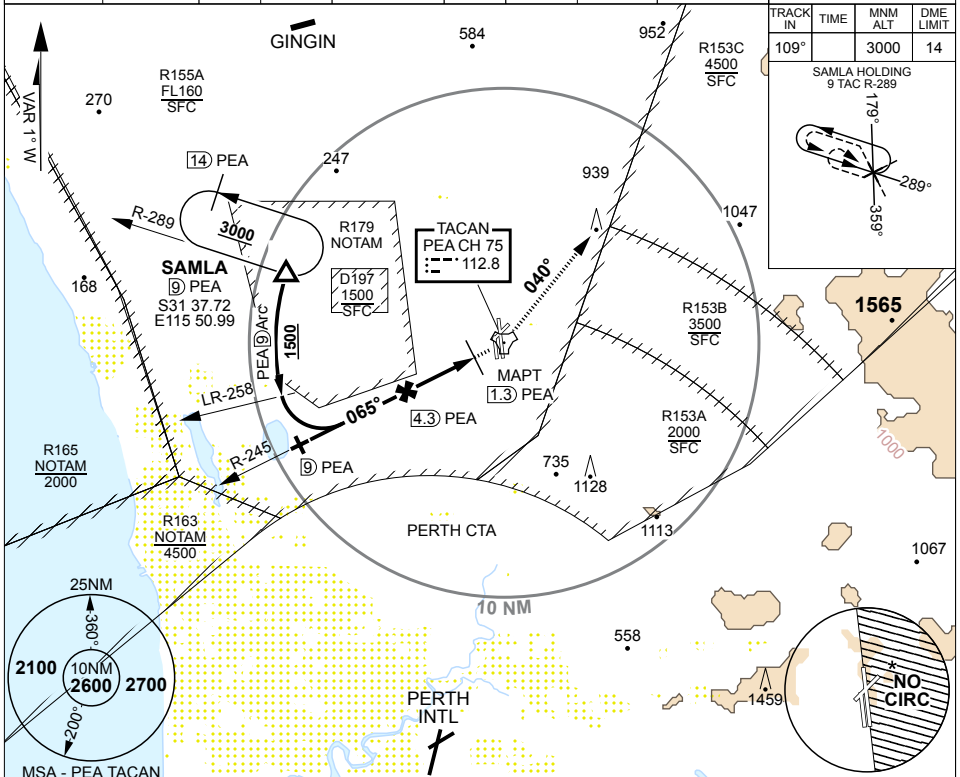 TRACK IN
TIME
MNM ALT
DME LIMIT
109°
3000
14
SAMLA HOLDING
9 TAC R-289
179°
289°
359°
VAR 1° W
GINGIN
584
952
R153C
4500
SFC
R155A
FL160
SFC
270
14 PEA
247
939
1047
R-289
3000
R179
NOTAM
TACAN
PEA CH 75
112.8
040°
SAMLA
9 PEA
S31 37.72
E115 50.99
168
D197
1500
SFC
PEA 9 Arc
1500
R153B
3500
SFC
1565
MAPT
1.3 PEA
LR-258
065°
4.3 PEA
R153A
2000
SFC
1000
R-245
9 PEA
R165
NOTAM
2000
735
1128
R163
NOTAM
4500
PERTH CTA
1113
1067
10 NM
25NM
360°
2100
10NM
2600
2700
200°
MSA - PEA TACAN
558
1459
PERTH
INTL
*
NO
CIRC